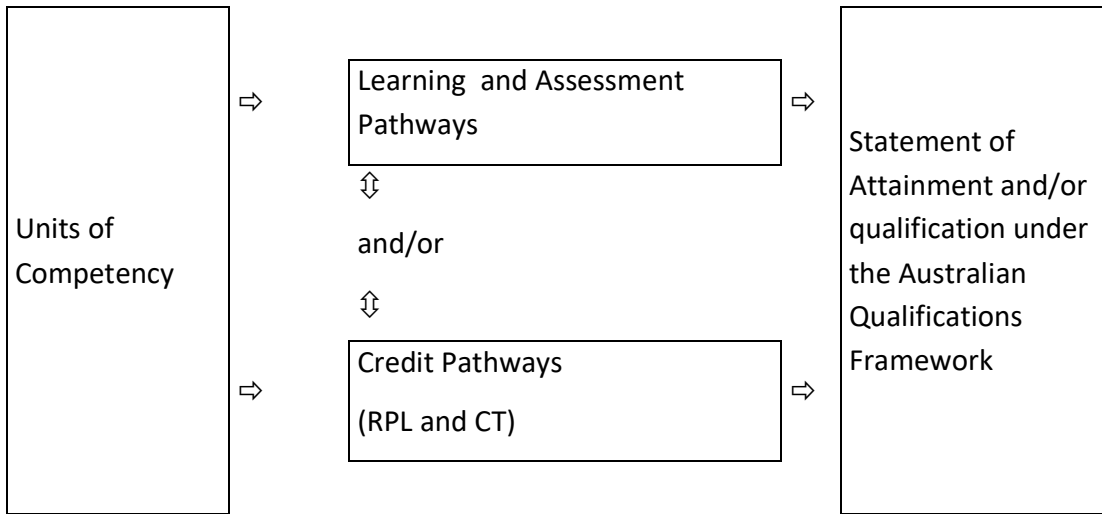 Units of
Competency
⇨
Learning and Assessment
Pathways
⇨
⇳
and/or
⇳
⇨
Credit Pathways
(RPL and CT)
⇨
Statement of
Attainment and/or
qualification under
the Australian
Qualifications
Framework